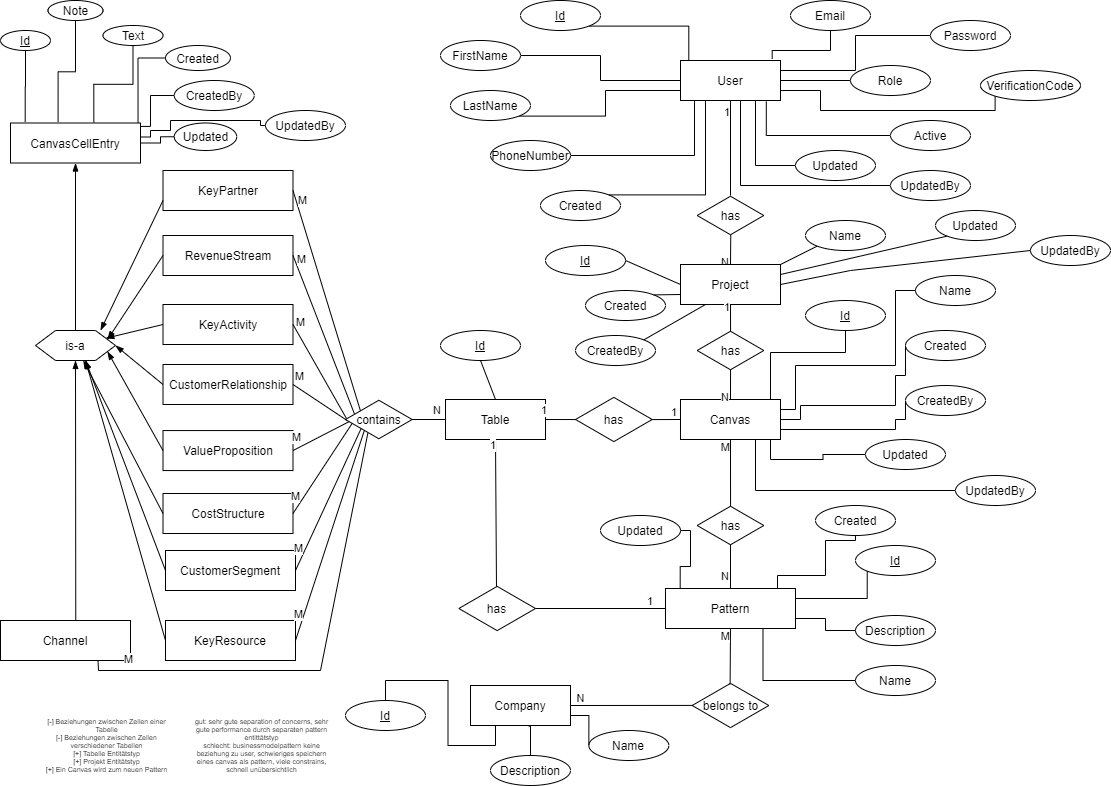 Note
Id
Text
Created
CreatedBy
UpdatedBy
Updated
CanvasCellEntry
KeyPartner
M
RevenueStream
M
KeyActivity
M
is-a
CustomerRelationship
M
ValueProposition
M
CostStructure
M
CustomerSegment
M
KeyResource
M
Channel
M
contains
N
Table
1
1
Id
has
1
has
1
Id
Email
FirstName
Password
User
Role
VerificationCode
LastName
1
Active
PhoneNumber
Updated
UpdatedBy
Created
has
N
Name
Updated
UpdatedBy
Id
Project
Created
1
CreatedBy
has
N
Name
Id
Created
CreatedBy
Canvas
M
Updated
UpdatedBy
has
N
Updated
Created
Id
Pattern
M
Description
Name
belongs to
N
Company
Id
Name
Description
[-] Beziehungen zwischen Zellen einer
Tabelle
[-] Beziehungen zwischen Zellen
verschiedener Tabellen
[+] Tabelle Entitätstyp
[+] Projekt Entitätstyp
[+] Ein Canvas wird zum neuen Pattern
gut: sehr gute separation of concerns, sehr
gute performance durch separaten pattern
entittätstyp
schlecht: businessmodelpattern keine
beziehung zu user, schwieriges speichern
eines canvas als pattern, viele constrains,
schnell unübersichtlich